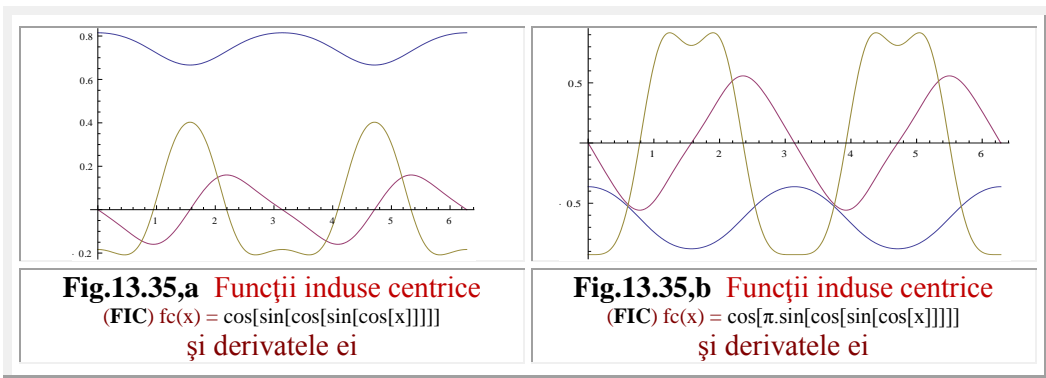 0.8
0.6
0.4
0.2
1 2 3 4 5 6
- 0.2
0.5
1 2 3 4 5 6
- 0.5
Fig.13.35,a Funcţii induse centrice
(FIC) fc(x) = cos[sin[cos[sin[cos[x]]]]]
şi derivatele ei
Fig.13.35,b Funcţii induse centrice
(FIC) fc(x) = cos[π.sin[cos[sin[cos[x]]]]]
şi derivatele ei